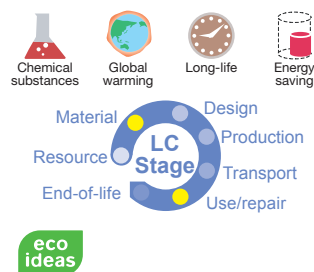 Chemical
substances
Global
warming
Long-life
Energy
saving
Material
Design
Production
Resource
LC
Stage
Transport
End-of-life
Use/repair
eco
ideas